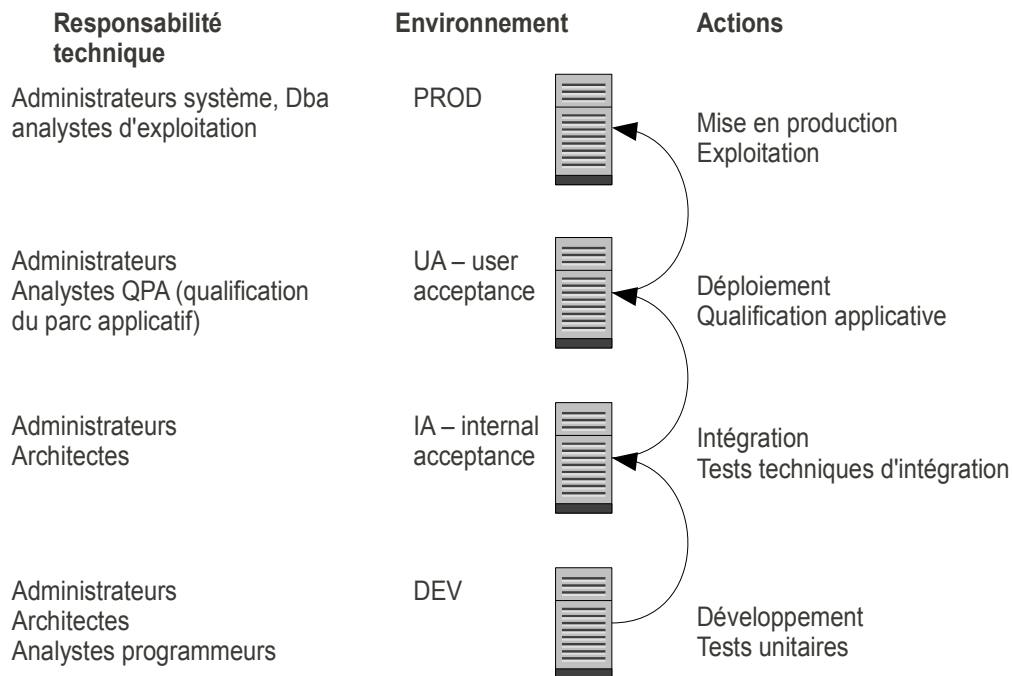 Responsabilité
technique
Environnement
Actions
Administrateurs système, Dba
analystes d'exploitation
PROD
Mise en production
Exploitation
Administrateurs
Analystes QPA (qualification
du parc applicatif)
UA – user
acceptance
Déploiement
Qualification applicative
Administrateurs
Architectes
IA – internal
acceptance
Intégration
Tests techniques d'intégration
Administrateurs
Architectes
Analystes programmeurs
DEV
Développement
Tests unitaires